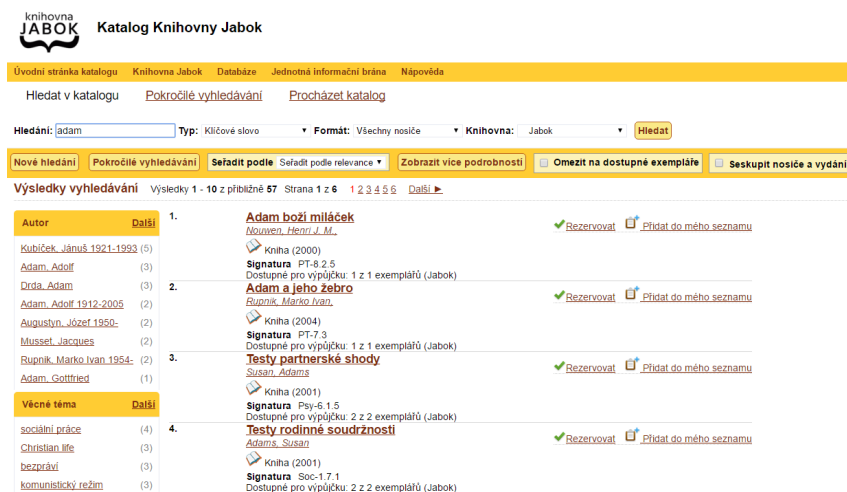 knihovna
JABOK
Katalog Knihovny Jabok
Úvodní stránka katalogu Knihovna Jabok Databáze Jednotná informační brána Nápověda
Hledat v katalogu Pokročilé vyhledávání Procházet katalog
Hledání: adam Typ: Klíčové slovo Formát: Všechny nosiče Knihovna: Jabok Hledat
Nové hledání Pokročilé vyhledávání Seřadit podle Seřadit podle relevance Zobrazit více podrobností Omezit na dostupné exempláře Seskupit nosiče a vydání
Výsledky vyhledávání Výsledky 1 - 10 z přibližně 57 Strana 1 z 6 1 2 3 4 5 6 Další ►
Autor Další
Kubíček, Jánuš 1921-1993 (5)
Adam, Adolf (3)
Drda, Adam (3)
Adam, Adolf 1912-2005 (2)
Augustyn, Józef 1950- (2)
Musset, Jacques (2)
Rupnik, Marko Ivan 1954- (2)
Adam, Gottfried (1)
Věcné téma Další
sociální práce (4)
Christian life (3)
bezpráví (3)
komunistický režim (3)
1. Adam boží miláček
Nouwen, Henri J. M.,
Kniha (2000)
Signatura PT-8.2.5
Dostupné pro výpůjčku: 1 z 1 exemplářů (Jabok)
Rezervovat Přidat do mého seznamu
2. Adam a jeho žebro
Rupnik, Marko Ivan,
Kniha (2004)
Signatura PT-7.3
Dostupné pro výpůjčku: 1 z 1 exemplářů (Jabok)
Rezervovat Přidat do mého seznamu
3. Testy partnerské shody
Susan, Adams
Kniha (2001)
Signatura Psy-6.1.5
Dostupné pro výpůjčku: 2 z 2 exemplářů (Jabok)
Rezervovat Přidat do mého seznamu
4. Testy rodinné soudržnosti
Adams, Susan
Kniha (2001)
Signatura Soc-1.7.1
Dostupné pro výpůjčku: 2 z 2 exemplářů (Jabok)
Rezervovat Přidat do mého seznamu